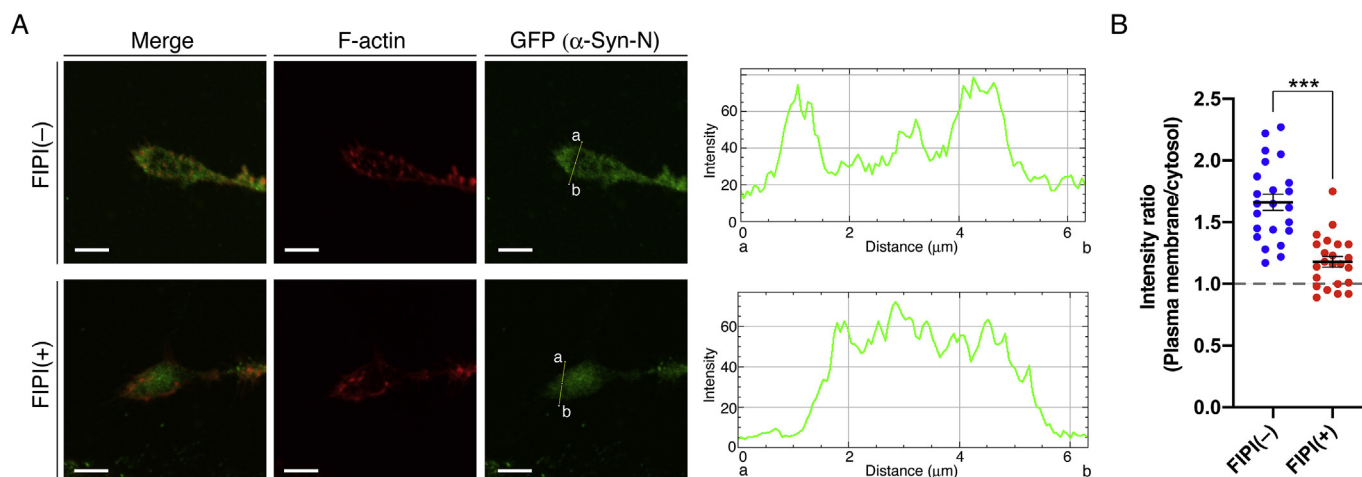 A
Merge
F-actin
GFP (α-Syn-N)
FIPI(–)
a
b
Intensity
60
40
20
0
0
2
4
6
a
Distance (μm)
b
FIPI(+)
a
b
Intensity
60
40
20
0
0
2
4
6
a
Distance (μm)
b
B
***
Intensity ratio
(Plasma membrane/cytosol)
2.5
2.0
1.5
1.0
0.5
0.0
FIPI(–)
FIPI(+)